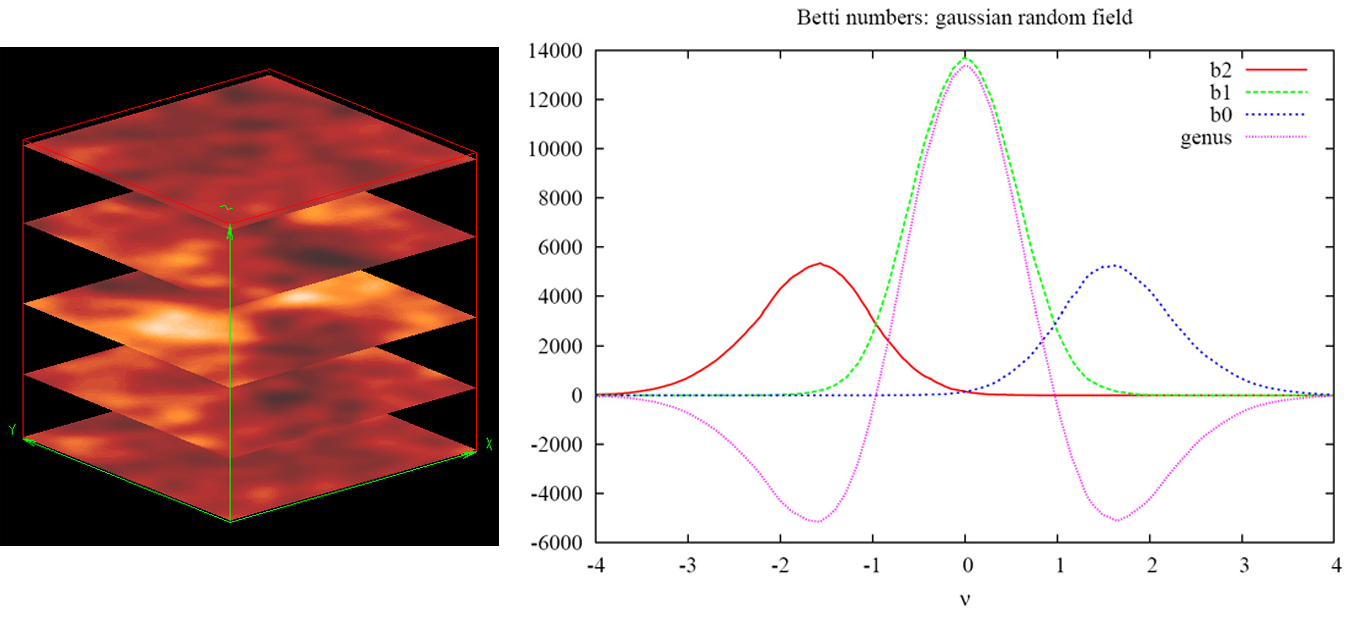 Betti numbers: gaussian random field
14000
12000
10000
8000
6000
4000
2000
0
-2000
-4000
-6000
-4 -3 -2 -1 0 1 2 3 4
ν
b2
b1
b0
genus
Z
Y
X